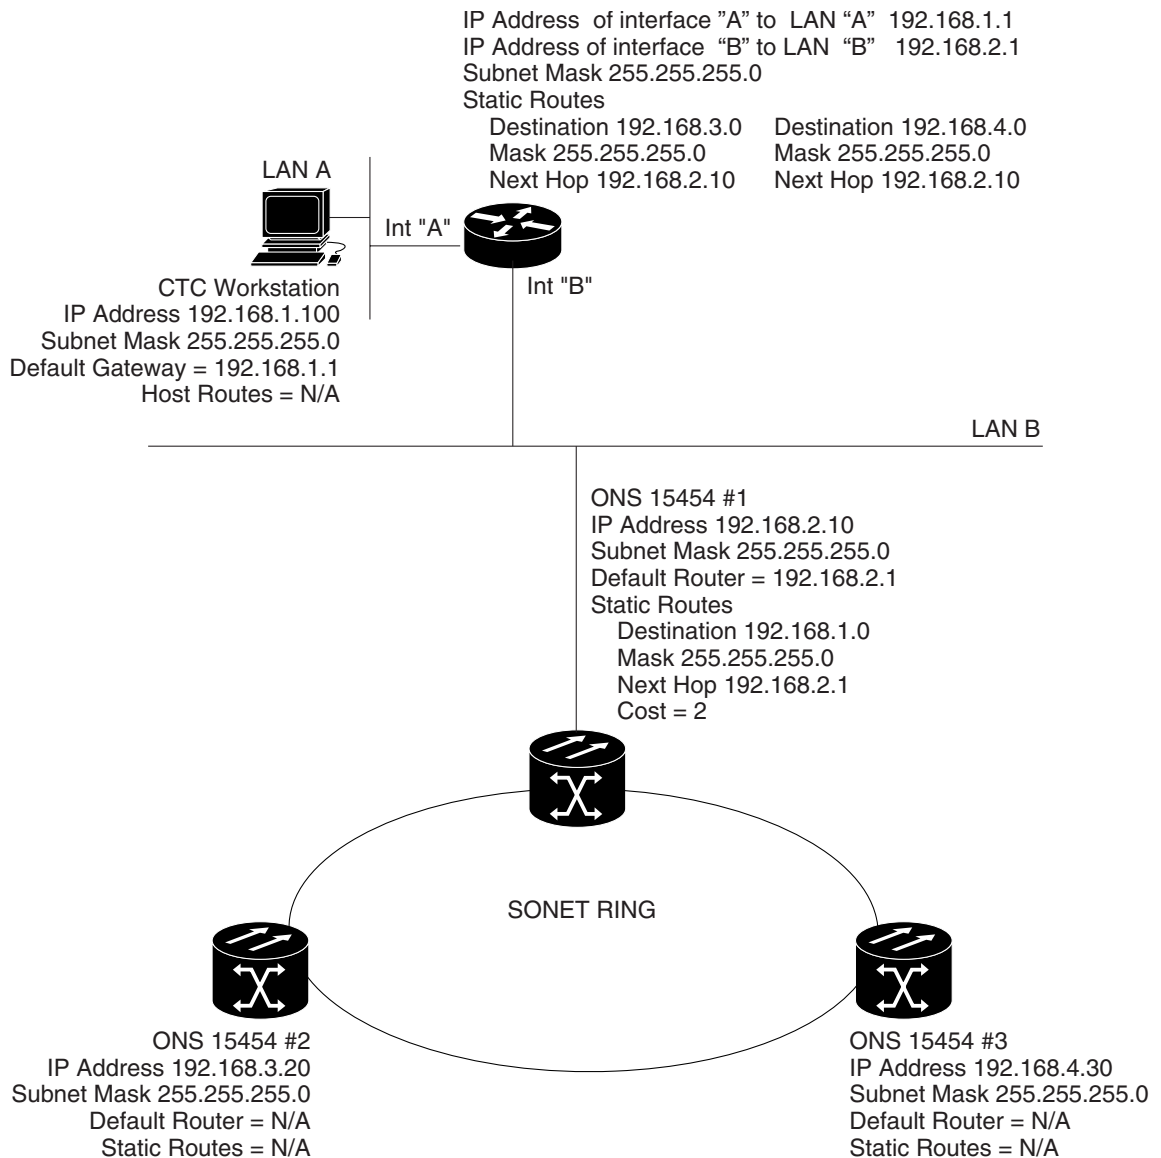 IP Address of interface ”A” to LAN “A” 192.168.1.1
IP Address of interface “B” to LAN “B” 192.168.2.1
Subnet Mask 255.255.255.0
Static Routes
Destination 192.168.3.0 Destination 192.168.4.0
Mask 255.255.255.0 Mask 255.255.255.0
Next Hop 192.168.2.10 Next Hop 192.168.2.10
LAN A
Int "A"
Int "B"
CTC Workstation
IP Address 192.168.1.100
Subnet Mask 255.255.255.0
Default Gateway = 192.168.1.1
Host Routes = N/A
LAN B
ONS 15454 #1
IP Address 192.168.2.10
Subnet Mask 255.255.255.0
Default Router = 192.168.2.1
Static Routes
Destination 192.168.1.0
Mask 255.255.255.0
Next Hop 192.168.2.1
Cost = 2
SONET RING
ONS 15454 #2
IP Address 192.168.3.20
Subnet Mask 255.255.255.0
Default Router = N/A
Static Routes = N/A
ONS 15454 #3
IP Address 192.168.4.30
Subnet Mask 255.255.255.0
Default Router = N/A
Static Routes = N/A